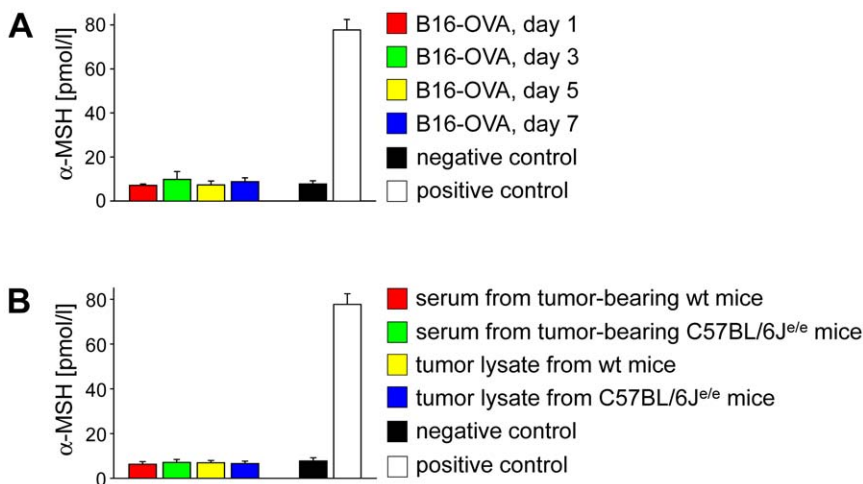 A
α-MSH [pmol/l]
80
60
40
20
0
B16-OVA, day 1
B16-OVA, day 3
B16-OVA, day 5
B16-OVA, day 7
negative control
positive control
B
α-MSH [pmol/l]
80
60
40
20
0
serum from tumor-bearing wt mice
serum from tumor-bearing C57BL/6Je/e mice
tumor lysate from wt mice
tumor lysate from C57BL/6Je/e mice
negative control
positive control